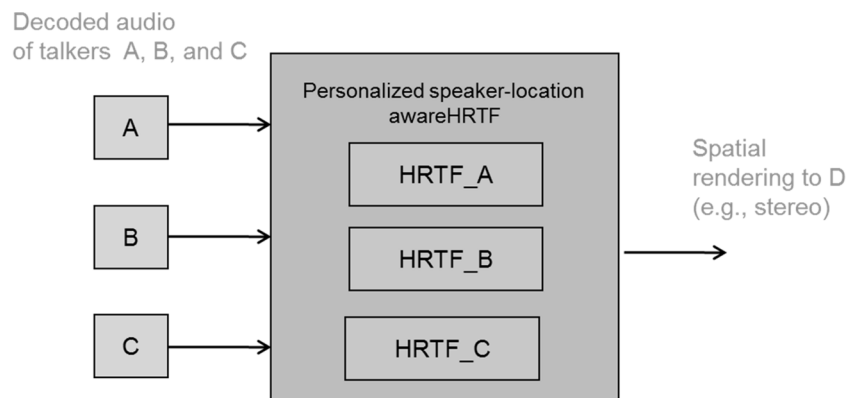 Decoded audio
of talkers A, B, and C
A
B
C
Personalized speaker-location
awareHRTF
HRTF_A
HRTF_B
HRTF_C
Spatial
rendering to D
(e.g., stereo)